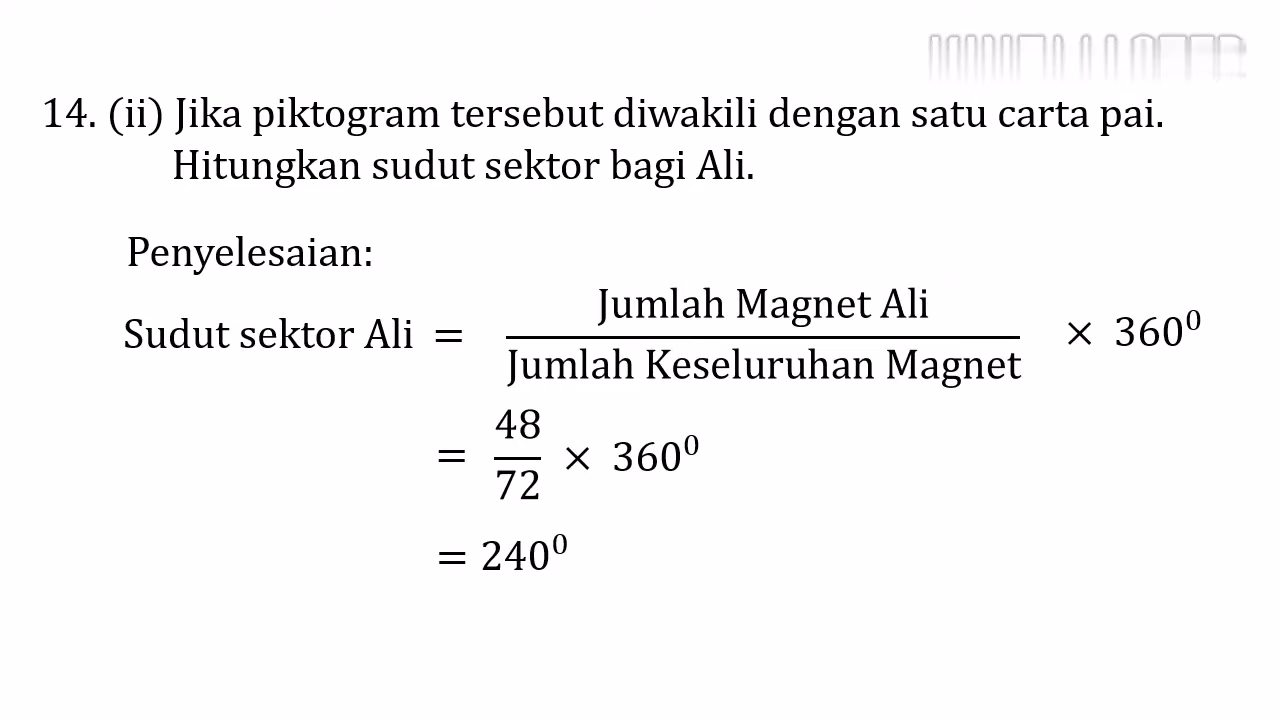 14. (ii) Jika piktogram tersebut diwakili dengan satu carta pai.
Hitungkan sudut sektor bagi Ali.
Penyelesaian:
Sudut sektor Ali = Jumlah Magnet Ali / Jumlah Keseluruhan Magnet × 360⁰
= 48/72 × 360⁰
= 240⁰